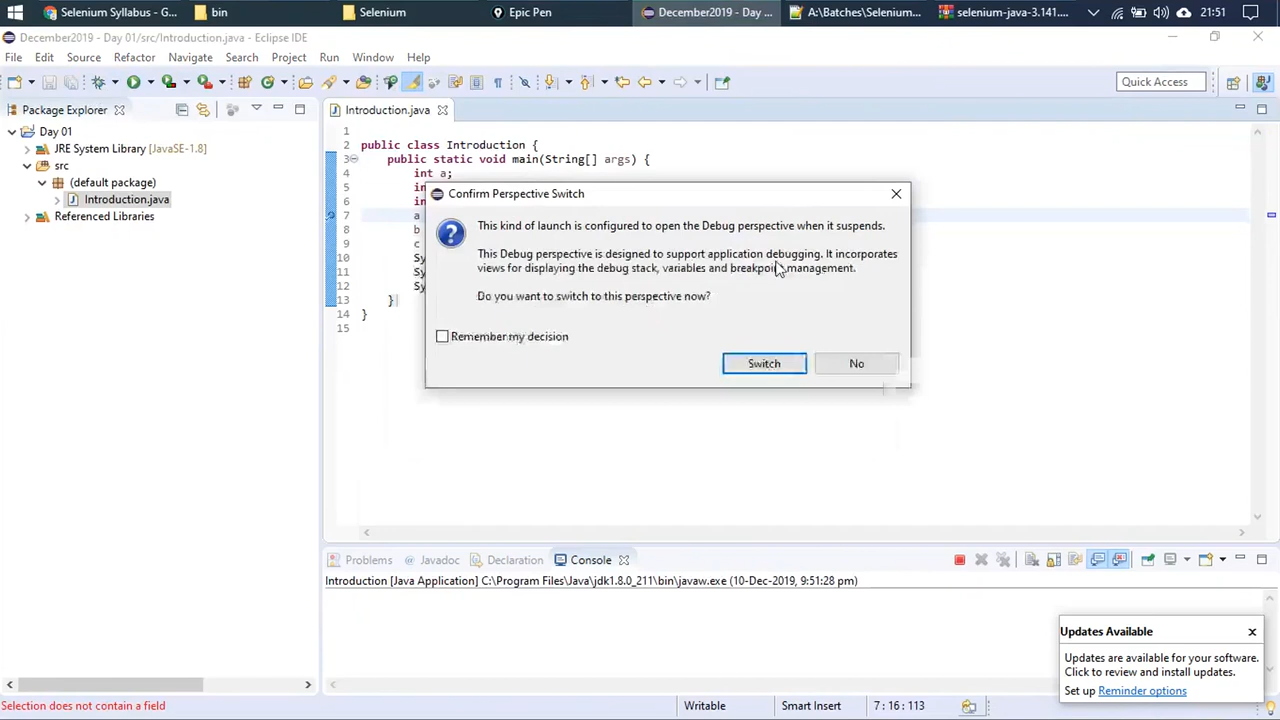 Selenium Syllabus - G...
bin
Selenium
Epic Pen
December2019 - Day ...
A:\Batches\Selenium...
selenium-java-3.141....
21:51
December2019 - Day 01/src/Introduction.java - Eclipse IDE
File Edit Source Refactor Navigate Search Project Run Window Help
Quick Access
Package Explorer
Introduction.java
Day 01
JRE System Library [JavaSE-1.8]
src
(default package)
Introduction.java
Referenced Libraries
1
2 public class Introduction {
3 public static void main(String[] args) {
4 int a;
5 in
6 in
7 a
8 b
9 c
10 Sy
11 Sy
12 Sy
13 }
14 }
15
Confirm Perspective Switch
This kind of launch is configured to open the Debug perspective when it suspends.
This Debug perspective is designed to support application debugging. It incorporates
views for displaying the debug stack, variables and breakpoint management.
Do you want to switch to this perspective now?
Remember my decision
Switch
No
Problems
Javadoc
Declaration
Console
Introduction [Java Application] C:\Program Files\Java\jdk1.8.0_211\bin\javaw.exe (10-Dec-2019, 9:51:28 pm)
Updates Available
Updates are available for your software.
Click to review and install updates.
Set up Reminder options
Selection does not contain a field
Writable
Smart Insert
7 : 16 : 113